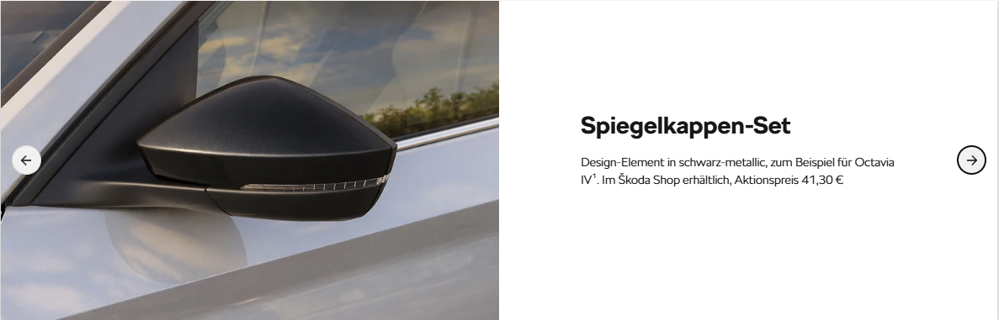 Spiegelkappen-Set
Design-Element in schwarz-metallic, zum Beispiel für Octavia
IV¹. Im Škoda Shop erhältlich, Aktionspreis 41,30 €